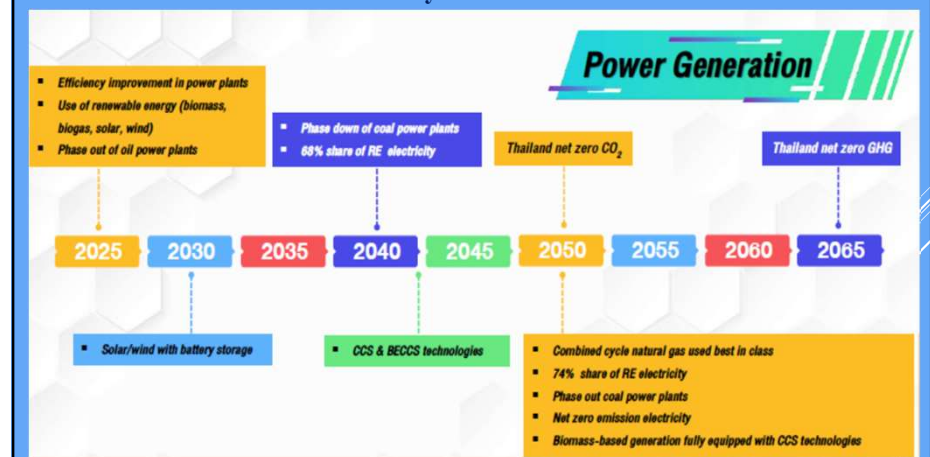 Power Generation
▪ Efficiency improvement in power plants
▪ Use of renewable energy (biomass,
biogas, solar, wind)
▪ Phase out of oil power plants
▪ Phase down of coal power plants
▪ 68% share of RE electricity
Thailand net zero CO₂
Thailand net zero GHG
2025 2030 2035 2040 2045 2050 2055 2060 2065
▪ Solar/wind with battery storage
▪ CCS & BECCS technologies
▪ Combined cycle natural gas used best in class
▪ 74% share of RE electricity
▪ Phase out coal power plants
▪ Net zero emission electricity
▪ Biomass-based generation fully equipped with CCS technologies